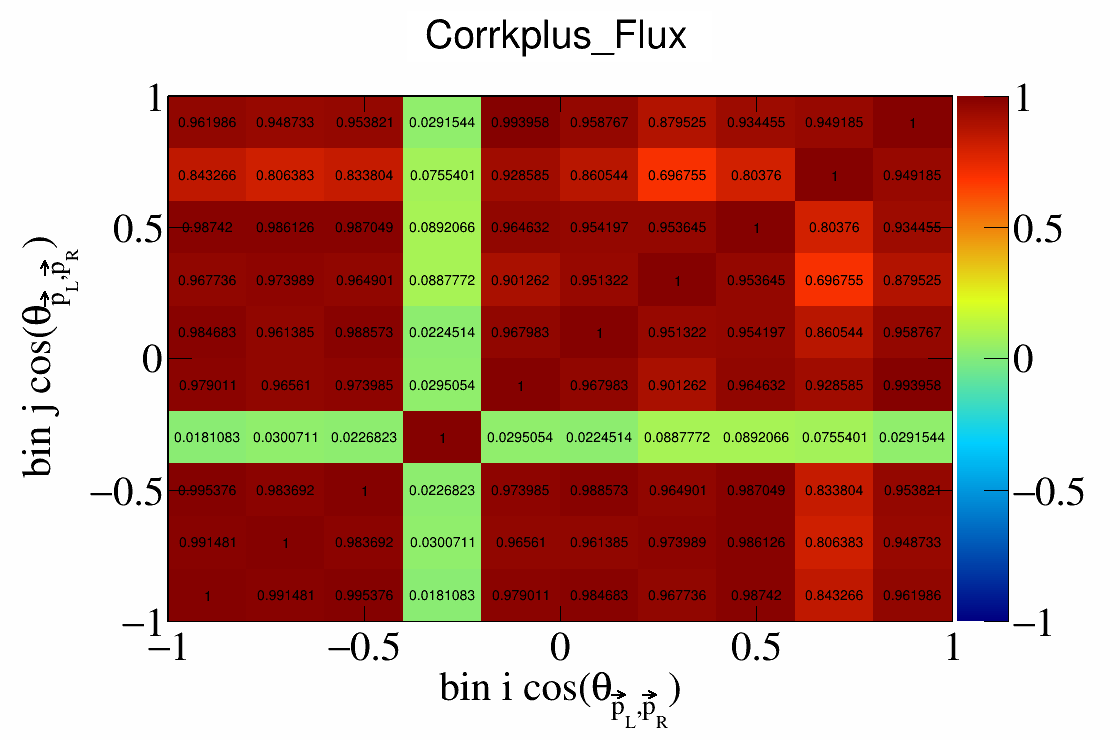 Corrkplus_Flux
1 0.961986 0.948733 0.953821 0.0291544 0.993958 0.958767 0.879525 0.934455 0.949185 1 1
0.843266 0.806383 0.833804 0.0755401 0.928585 0.860544 0.696755 0.80376 1 0.949185
0.5 0.98742 0.986126 0.987049 0.0892066 0.964632 0.954197 0.953645 1 0.80376 0.934455 0.5
0.967736 0.973989 0.964901 0.0887772 0.901262 0.951322 1 0.953645 0.696755 0.879525
0.984683 0.961385 0.988573 0.0224514 0.967983 1 0.951322 0.954197 0.860544 0.958767
0 0
0.979011 0.96561 0.973985 0.0295054 1 0.967983 0.901262 0.964632 0.928585 0.993958
0.0181083 0.0300711 0.0226823 1 0.0295054 0.0224514 0.0887772 0.0892066 0.0755401 0.0291544
−0.5 0.995376 0.983692 1 0.0226823 0.973985 0.988573 0.964901 0.987049 0.833804 0.953821 −0.5
0.991481 1 0.983692 0.0300711 0.96561 0.961385 0.973989 0.986126 0.806383 0.948733
1 0.991481 0.995376 0.0181083 0.979011 0.984683 0.967736 0.98742 0.843266 0.961986
−1 −1
−1 −0.5 0 0.5 1
bin j cos(θ p⃗L,p⃗R)
bin i cos(θ p⃗L,p⃗R)